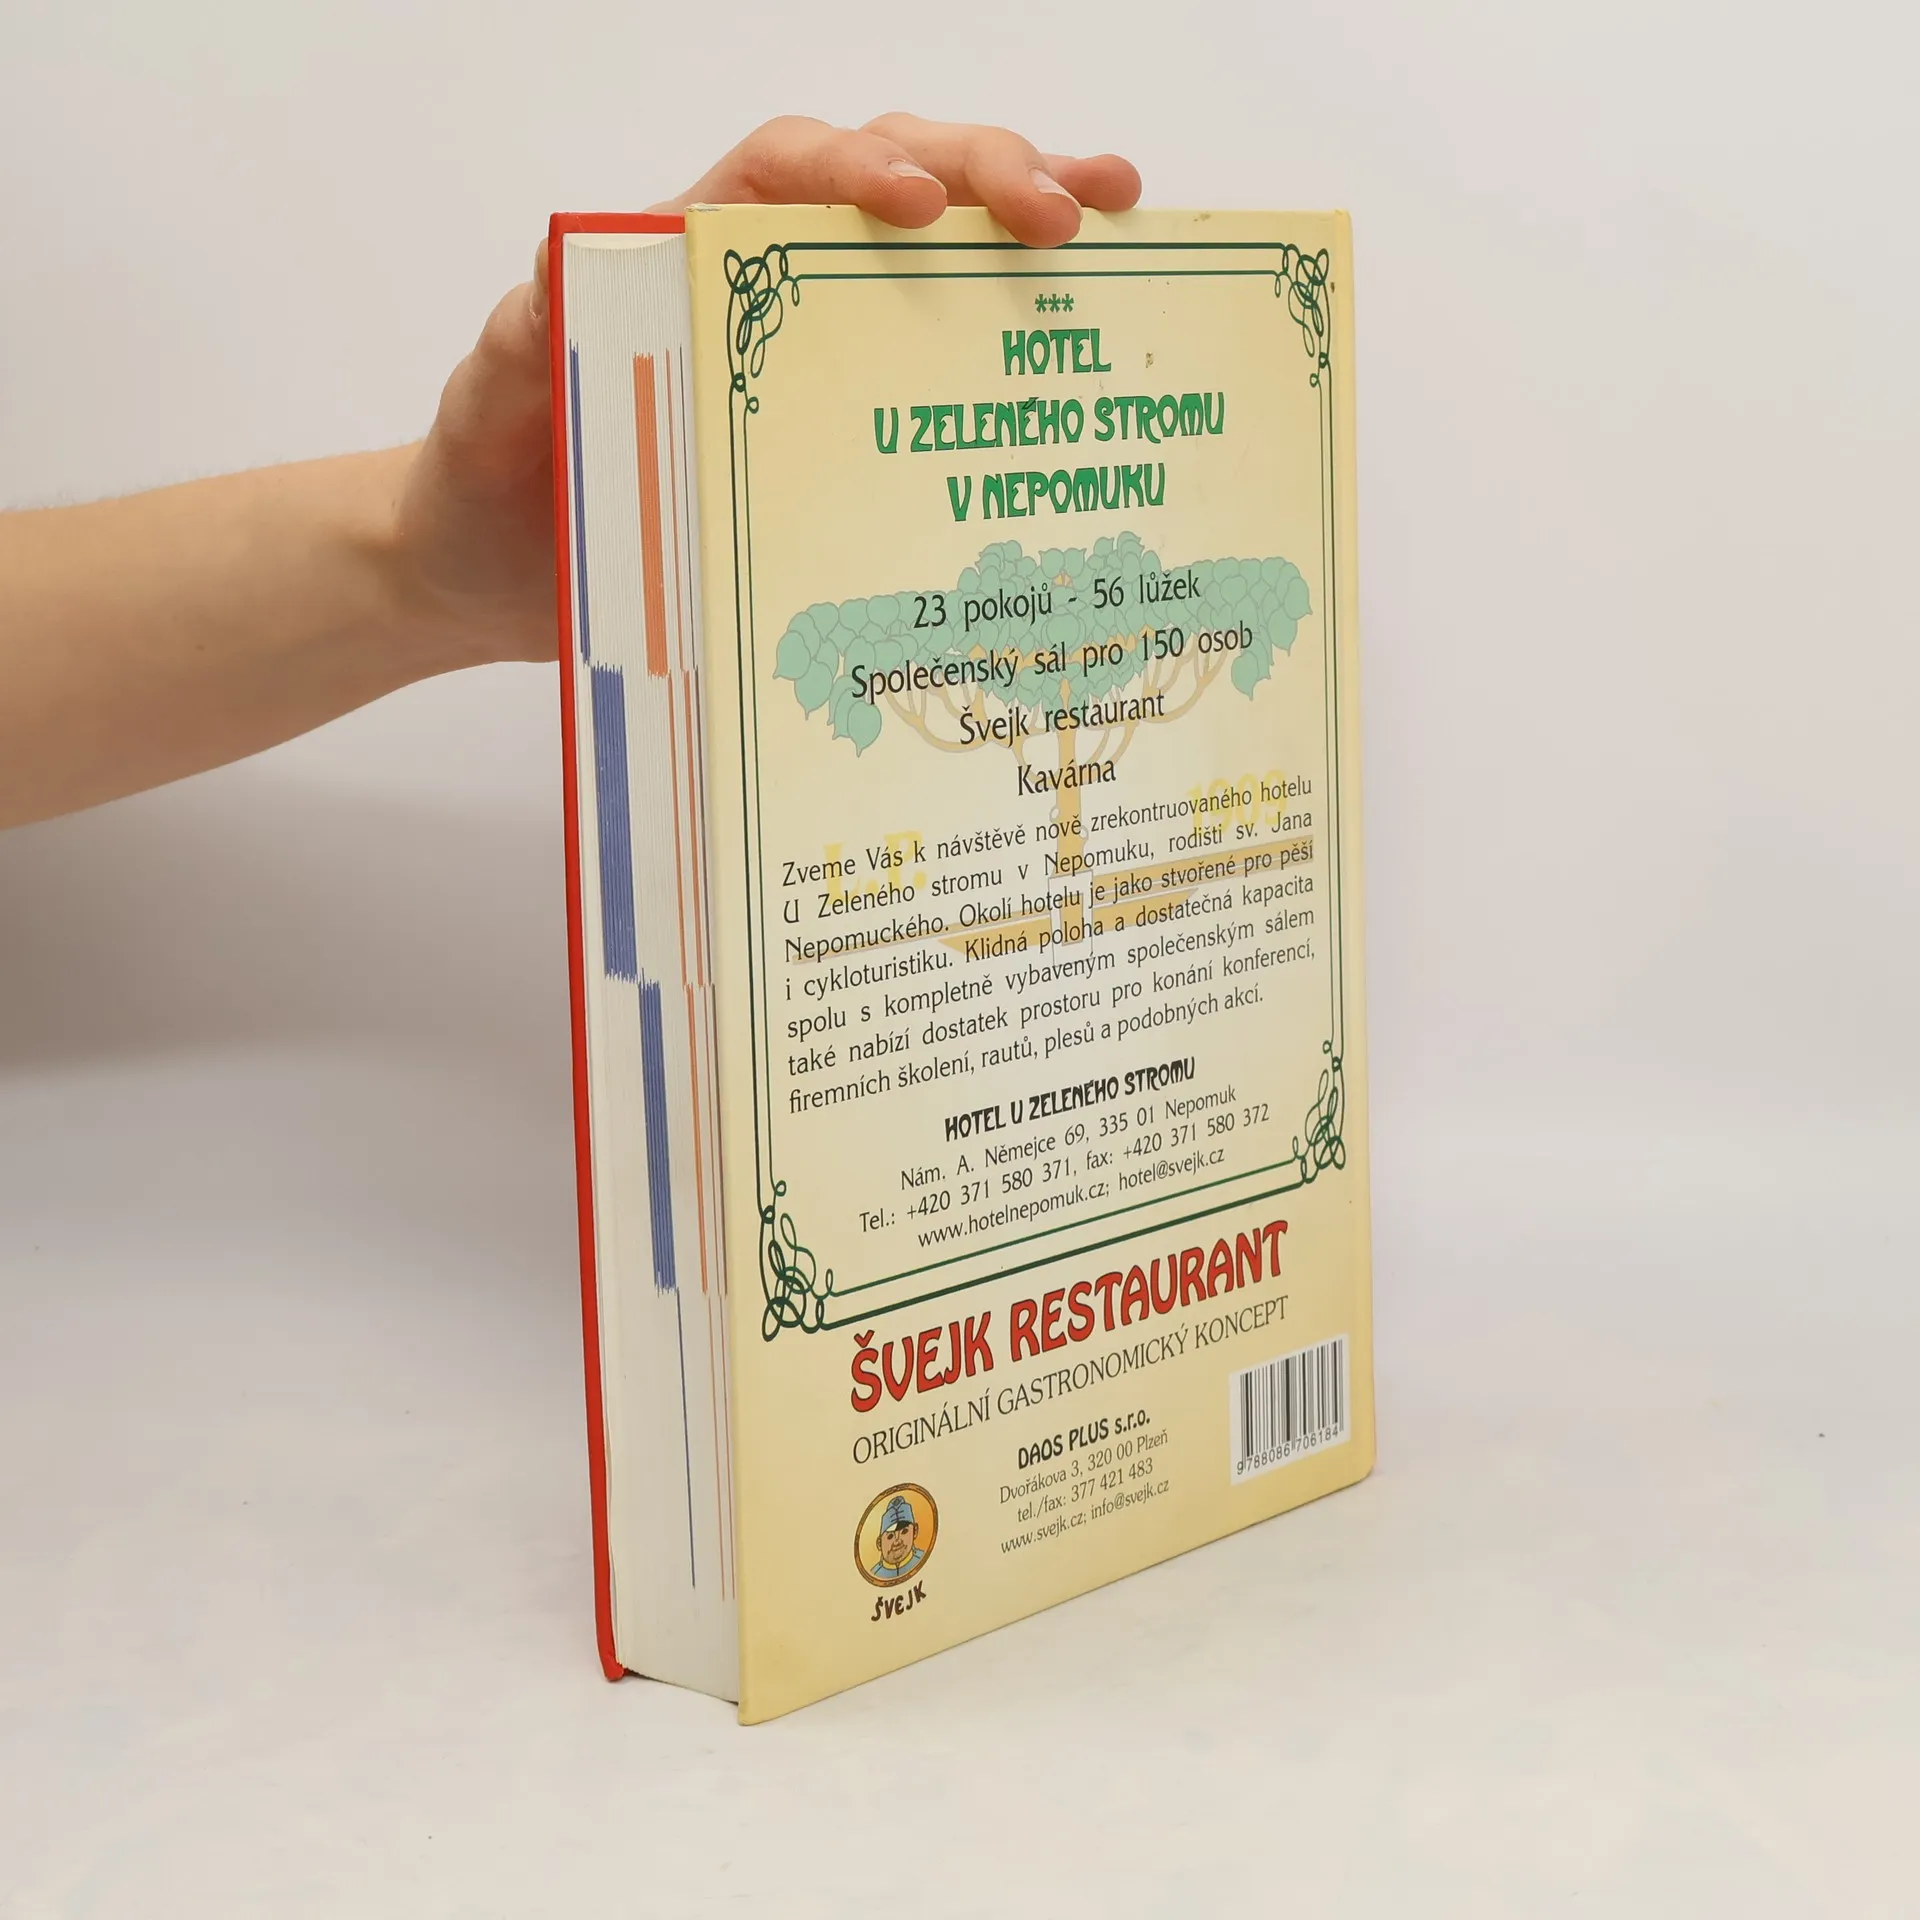 ***
HOTEL
U ZELENÉHO STROMU
V NEPOMUKU
23 pokojů - 56 lůžek
Společenský sál pro 150 osob
Švejk restaurant
Kavárna
1909
L.P.
Zveme Vás k návštěvě nově zrekontruovaného hotelu
U Zeleného stromu v Nepomuku, rodišti sv. Jana
Nepomuckého. Okolí hotelu je jako stvořené pro pěší
i cykloturistiku. Klidná poloha a dostatečná kapacita
spolu s kompletně vybaveným společenským sálem
také nabízí dostatek prostoru pro konání konferencí,
firemních školení, rautů, plesů a podobných akcí.
HOTEL U ZELENÉHO STROMU
Nám. A. Němejce 69, 335 01 Nepomuk
Tel.: +420 371 580 371, fax: +420 371 580 372
www.hotelnepomuk.cz; hotel@svejk.cz
ŠVEJK RESTAURANT
ORIGINÁLNÍ GASTRONOMICKÝ KONCEPT
DAOS PLUS s.r.o.
Dvořákova 3, 320 00 Plzeň
tel./fax: 377 421 483
www.svejk.cz; info@svejk.cz
ŠVEJK
9788086706184